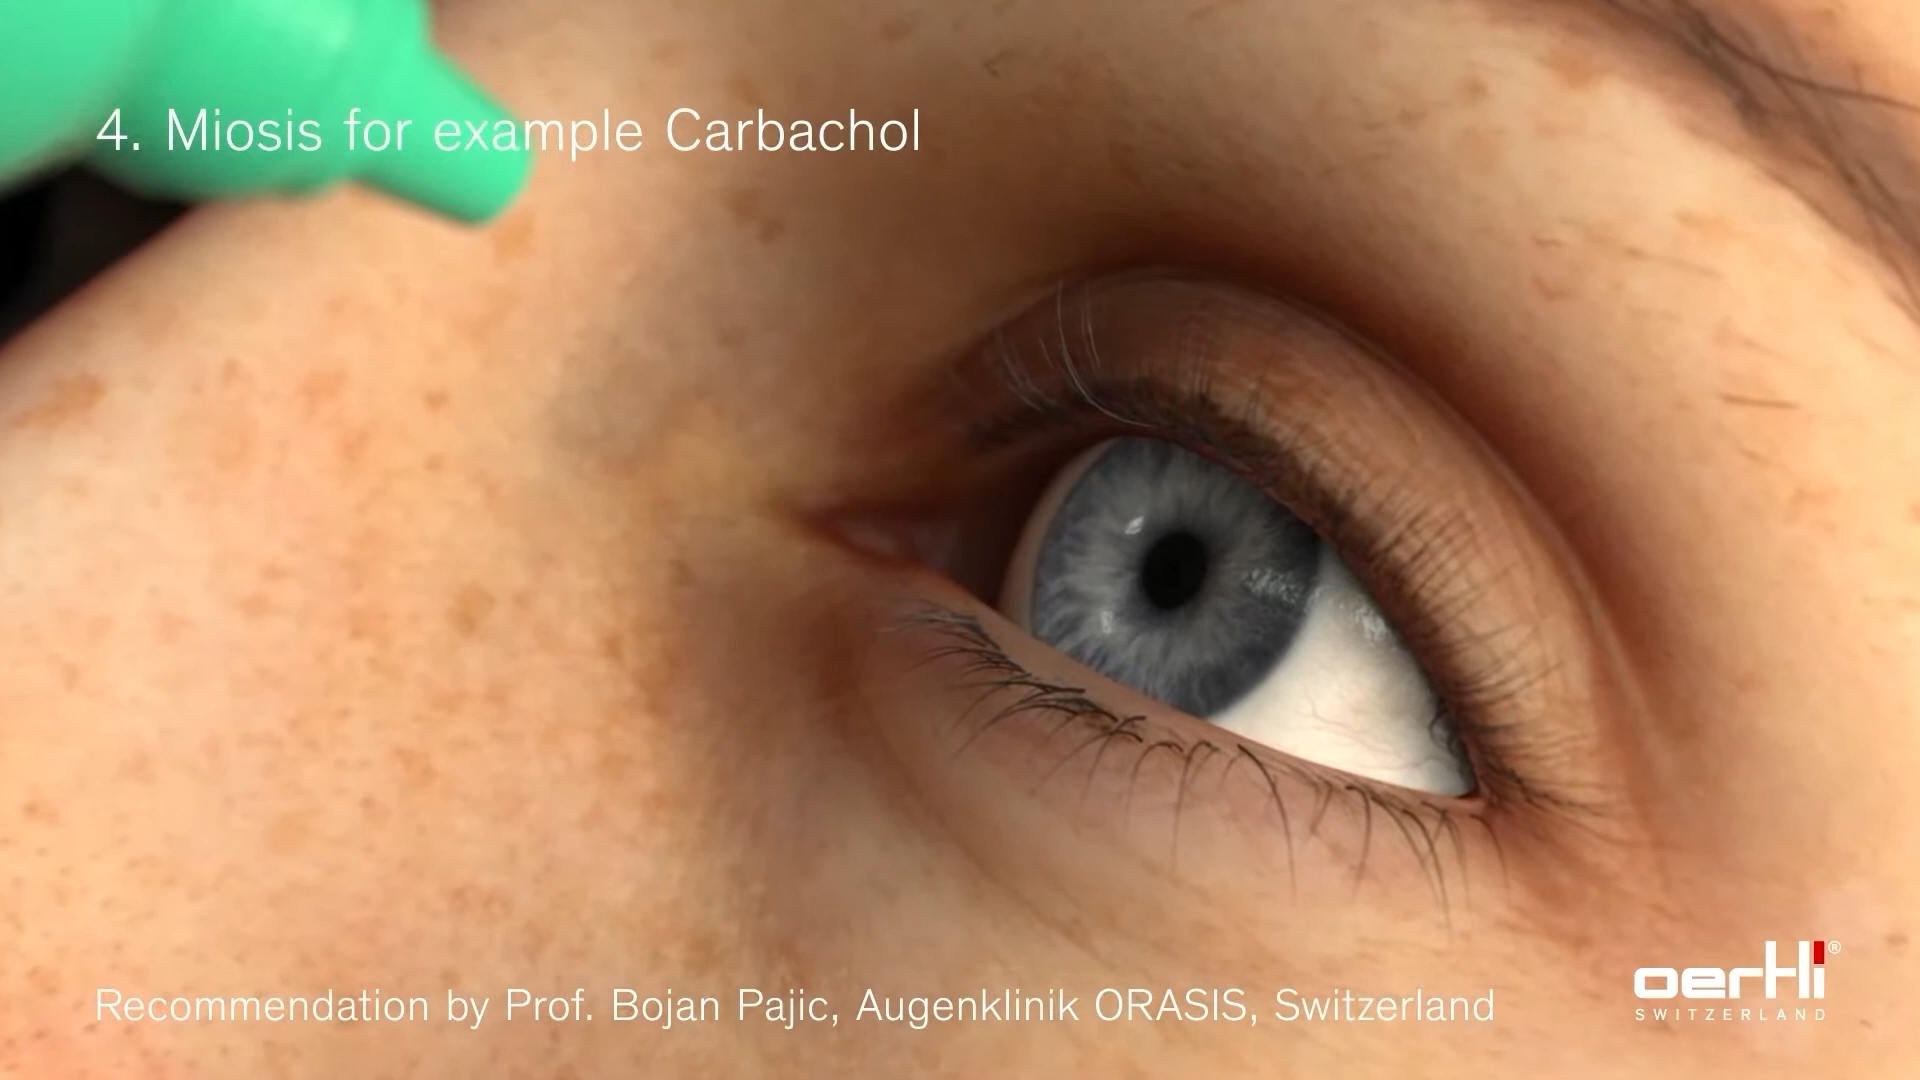 4. Miosis for example Carbachol
Recommendation by Prof. Bojan Pajic, Augenklinik ORASIS, Switzerland
oertli®
SWITZERLAND